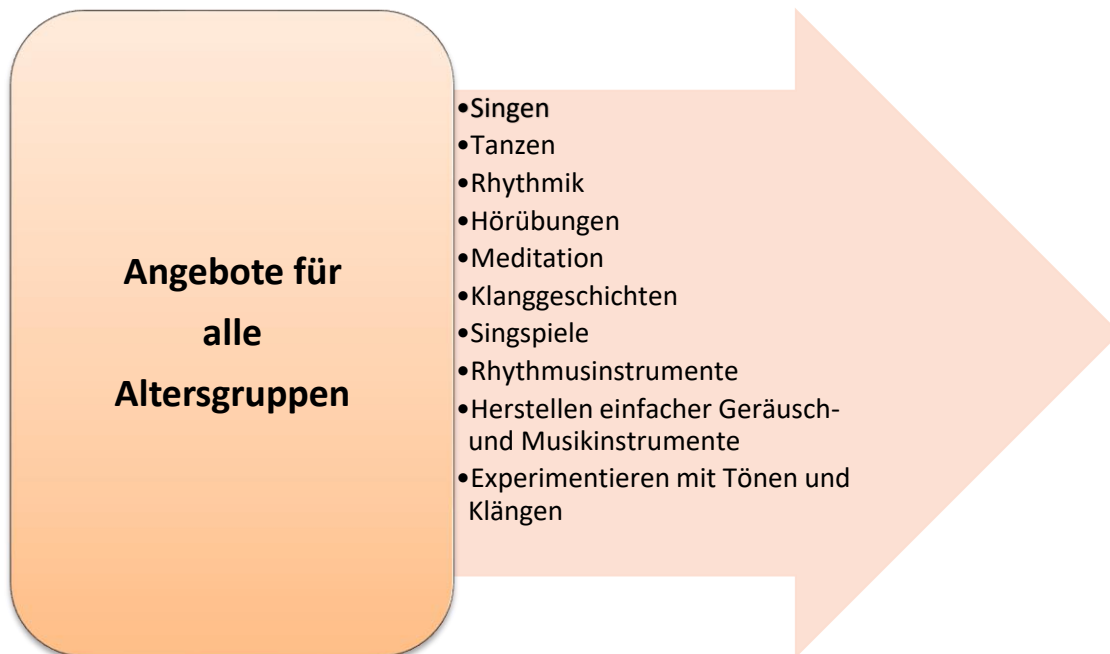 Angebote für
alle
Altersgruppen
•Singen
•Tanzen
•Rhythmik
•Hörübungen
•Meditation
•Klanggeschichten
•Singspiele
•Rhythmusinstrumente
•Herstellen einfacher Geräusch-
und Musikinstrumente
•Experimentieren mit Tönen und
Klängen